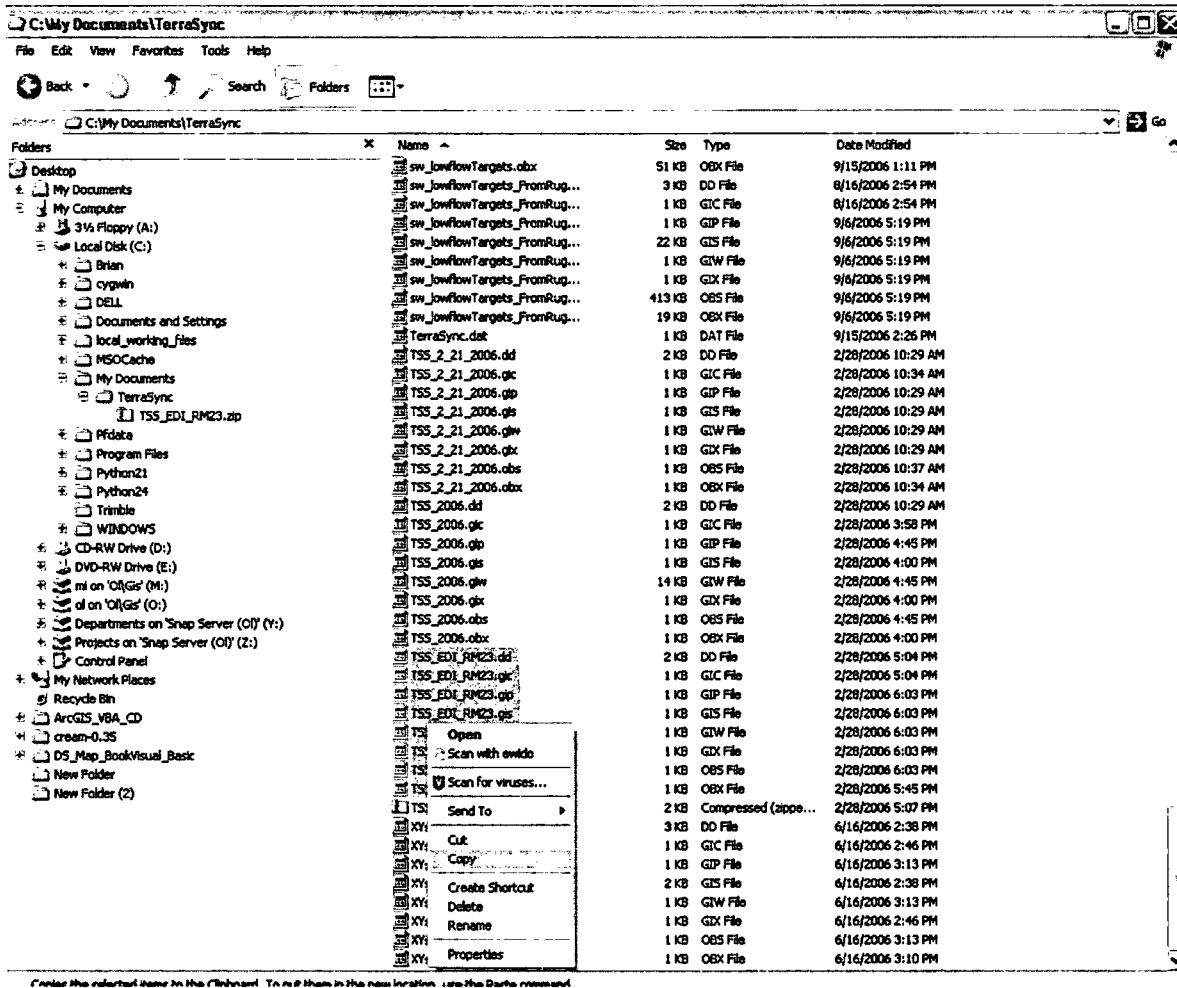 C:\My Documents\TerraSync
File Edit View Favorites Tools Help
Back Search Folders
Address C:\My Documents\TerraSync Go
Folders x Name Size Type Date Modified
Desktop
My Documents
My Computer
3½ Floppy (A:)
Local Disk (C:)
Brian
cygwin
DELL
Documents and Settings
local_working_files
MSOCache
My Documents
TerraSync
TSS_EDI_RM23.zip
Pfdata
Program Files
Python21
Python24
Trimble
WINDOWS
CD-RW Drive (D:)
DVD-RW Drive (E:)
mi on 'OI\Gis' (M:)
ol on 'OI\Gis' (O:)
Departments on 'Snap Server (OI)' (Y:)
Projects on 'Snap Server (OI)' (Z:)
Control Panel
My Network Places
Recycle Bin
ArcGIS_VBA_CD
cream-0.35
DS_Map_BookVisual_Basic
New Folder
New Folder (2)
sw_lowflowTargets.obx 51 KB OBX File 9/15/2006 1:11 PM
sw_lowflowTargets_FromRug... 3 KB DD File 8/16/2006 2:54 PM
sw_lowflowTargets_FromRug... 1 KB GIC File 8/16/2006 2:54 PM
sw_lowflowTargets_FromRug... 1 KB GIP File 9/6/2006 5:19 PM
sw_lowflowTargets_FromRug... 22 KB GIS File 9/6/2006 5:19 PM
sw_lowflowTargets_FromRug... 1 KB GIW File 9/6/2006 5:19 PM
sw_lowflowTargets_FromRug... 1 KB GIX File 9/6/2006 5:19 PM
sw_lowflowTargets_FromRug... 413 KB OBS File 9/6/2006 5:19 PM
sw_lowflowTargets_FromRug... 19 KB OBX File 9/6/2006 5:19 PM
TerraSync.dat 1 KB DAT File 9/15/2006 2:26 PM
TSS_2_21_2006.dd 2 KB DD File 2/28/2006 10:29 AM
TSS_2_21_2006.gic 1 KB GIC File 2/28/2006 10:34 AM
TSS_2_21_2006.gip 1 KB GIP File 2/28/2006 10:29 AM
TSS_2_21_2006.gis 1 KB GIS File 2/28/2006 10:29 AM
TSS_2_21_2006.giw 1 KB GIW File 2/28/2006 10:29 AM
TSS_2_21_2006.gix 1 KB GIX File 2/28/2006 10:29 AM
TSS_2_21_2006.obs 1 KB OBS File 2/28/2006 10:37 AM
TSS_2_21_2006.obx 1 KB OBX File 2/28/2006 10:34 AM
TSS_2006.dd 2 KB DD File 2/28/2006 10:29 AM
TSS_2006.gic 1 KB GIC File 2/28/2006 3:58 PM
TSS_2006.gip 1 KB GIP File 2/28/2006 4:45 PM
TSS_2006.gis 1 KB GIS File 2/28/2006 4:00 PM
TSS_2006.giw 14 KB GIW File 2/28/2006 4:45 PM
TSS_2006.gix 1 KB GIX File 2/28/2006 4:00 PM
TSS_2006.obs 1 KB OBS File 2/28/2006 4:45 PM
TSS_2006.obx 1 KB OBX File 2/28/2006 4:00 PM
TSS_EDI_RM23.dd 2 KB DD File 2/28/2006 5:04 PM
TSS_EDI_RM23.gic 1 KB GIC File 2/28/2006 5:04 PM
TSS_EDI_RM23.gip 1 KB GIP File 2/28/2006 6:03 PM
TSS_EDI_RM23.gis 1 KB GIS File 2/28/2006 6:03 PM
1 KB GIW File 2/28/2006 6:03 PM
1 KB GIX File 2/28/2006 6:03 PM
1 KB OBS File 2/28/2006 6:03 PM
1 KB OBX File 2/28/2006 5:45 PM
2 KB Compressed (zippe... 2/28/2006 5:07 PM
3 KB DD File 6/16/2006 2:38 PM
1 KB GIC File 6/16/2006 2:46 PM
1 KB GIP File 6/16/2006 3:13 PM
2 KB GIS File 6/16/2006 2:38 PM
1 KB GIW File 6/16/2006 3:13 PM
1 KB GIX File 6/16/2006 2:46 PM
1 KB OBS File 6/16/2006 3:13 PM
1 KB OBX File 6/16/2006 3:10 PM
Open
Scan with ewido
Scan for viruses...
Send To
Cut
Copy
Create Shortcut
Delete
Rename
Properties
Copies the selected items to the Clipboard. To put them in the new location, use the Paste command.